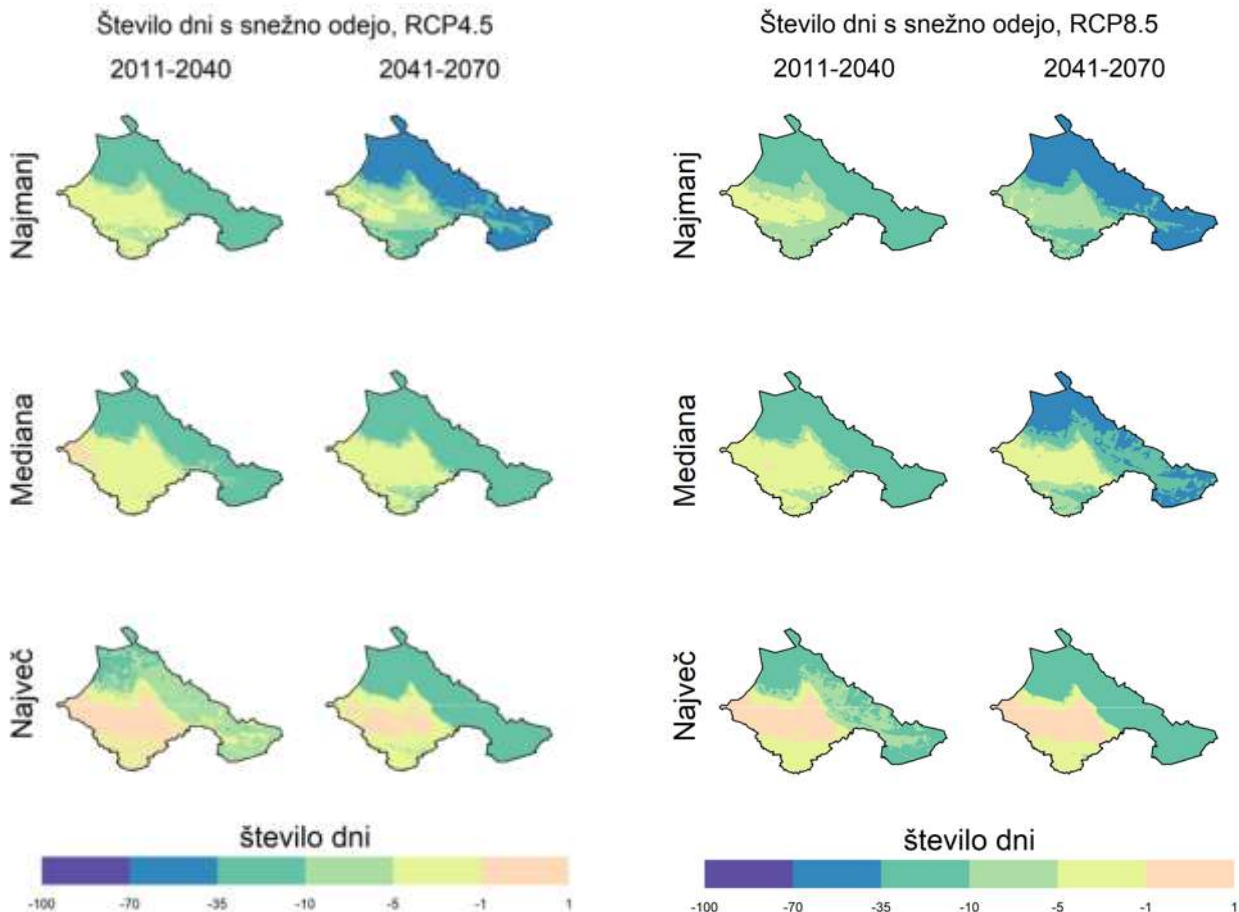 Število dni s snežno odejo, RCP4.5
2011-2040 2041-2070
Najmanj
Mediana
Največ
število dni
-100 -70 -35 -10 -5 -1 1
Število dni s snežno odejo, RCP8.5
2011-2040 2041-2070
Najmanj
Mediana
Največ
število dni
-100 -70 -35 -10 -5 -1 1